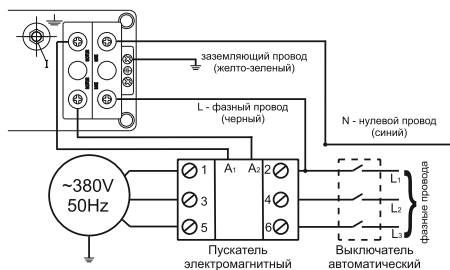 заземляющий провод
(желто-зеленый)
L - фазный провод
(черный)
N - нулевой провод
(синий)
1 A1 A2 2
3 4
5 6
~380V
50Hz
L1
L2
L3
фазные провода
Пускатель
электромагнитный
Выключатель
автоматический